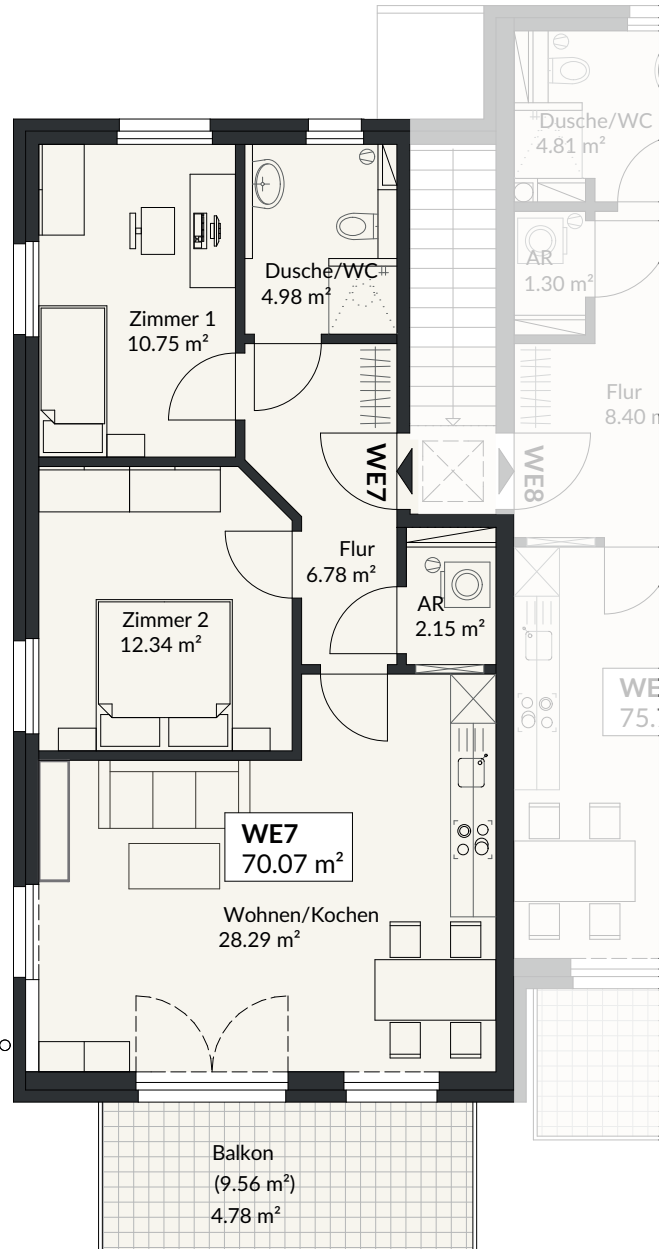 Dusche/WC
4.81 m²
AR
1.30 m²
Flur
8.40 m
WE8
Dusche/WC
4.98 m²
Zimmer 1
10.75 m²
WE7
Flur
6.78 m²
AR
2.15 m²
Zimmer 2
12.34 m²
WE
75.
WE7
70.07 m²
Wohnen/Kochen
28.29 m²
Balkon
(9.56 m²)
4.78 m²